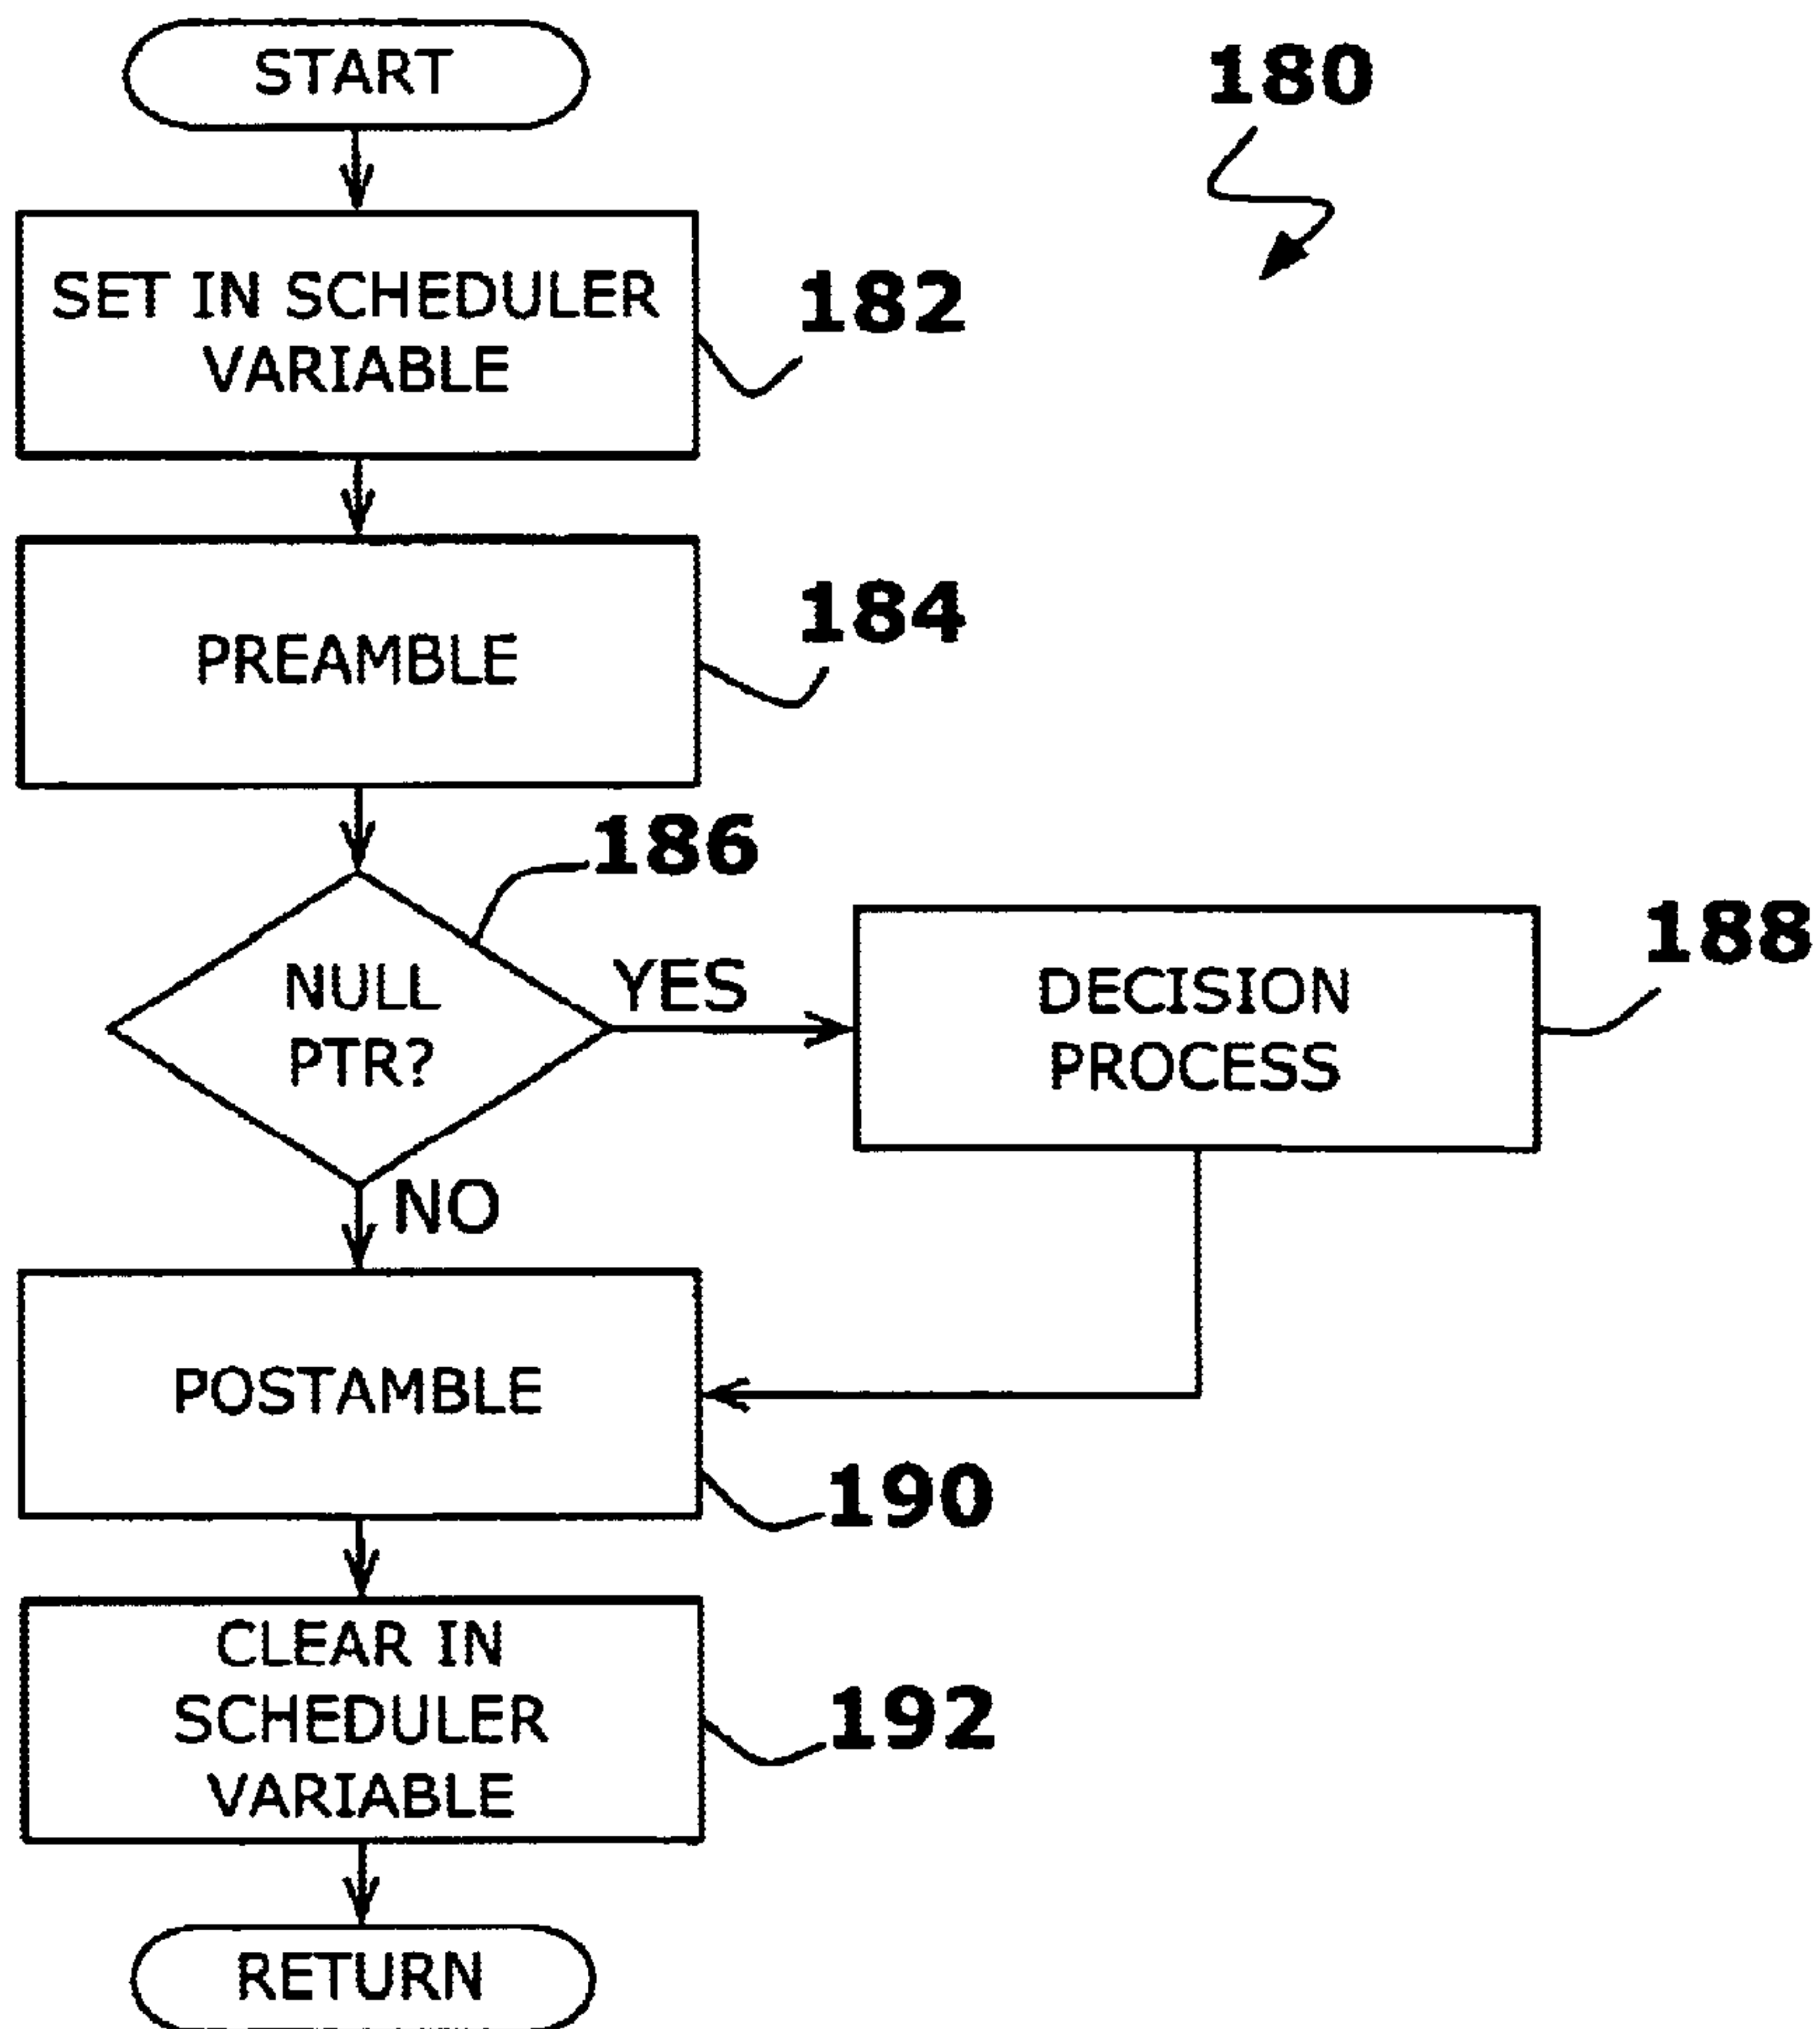 START
180
SET IN SCHEDULER
VARIABLE
182
PREAMBLE
184
186
NULL
PTR?
YES
DECISION
PROCESS
188
NO
POSTAMBLE
190
CLEAR IN
SCHEDULER
VARIABLE
192
RETURN